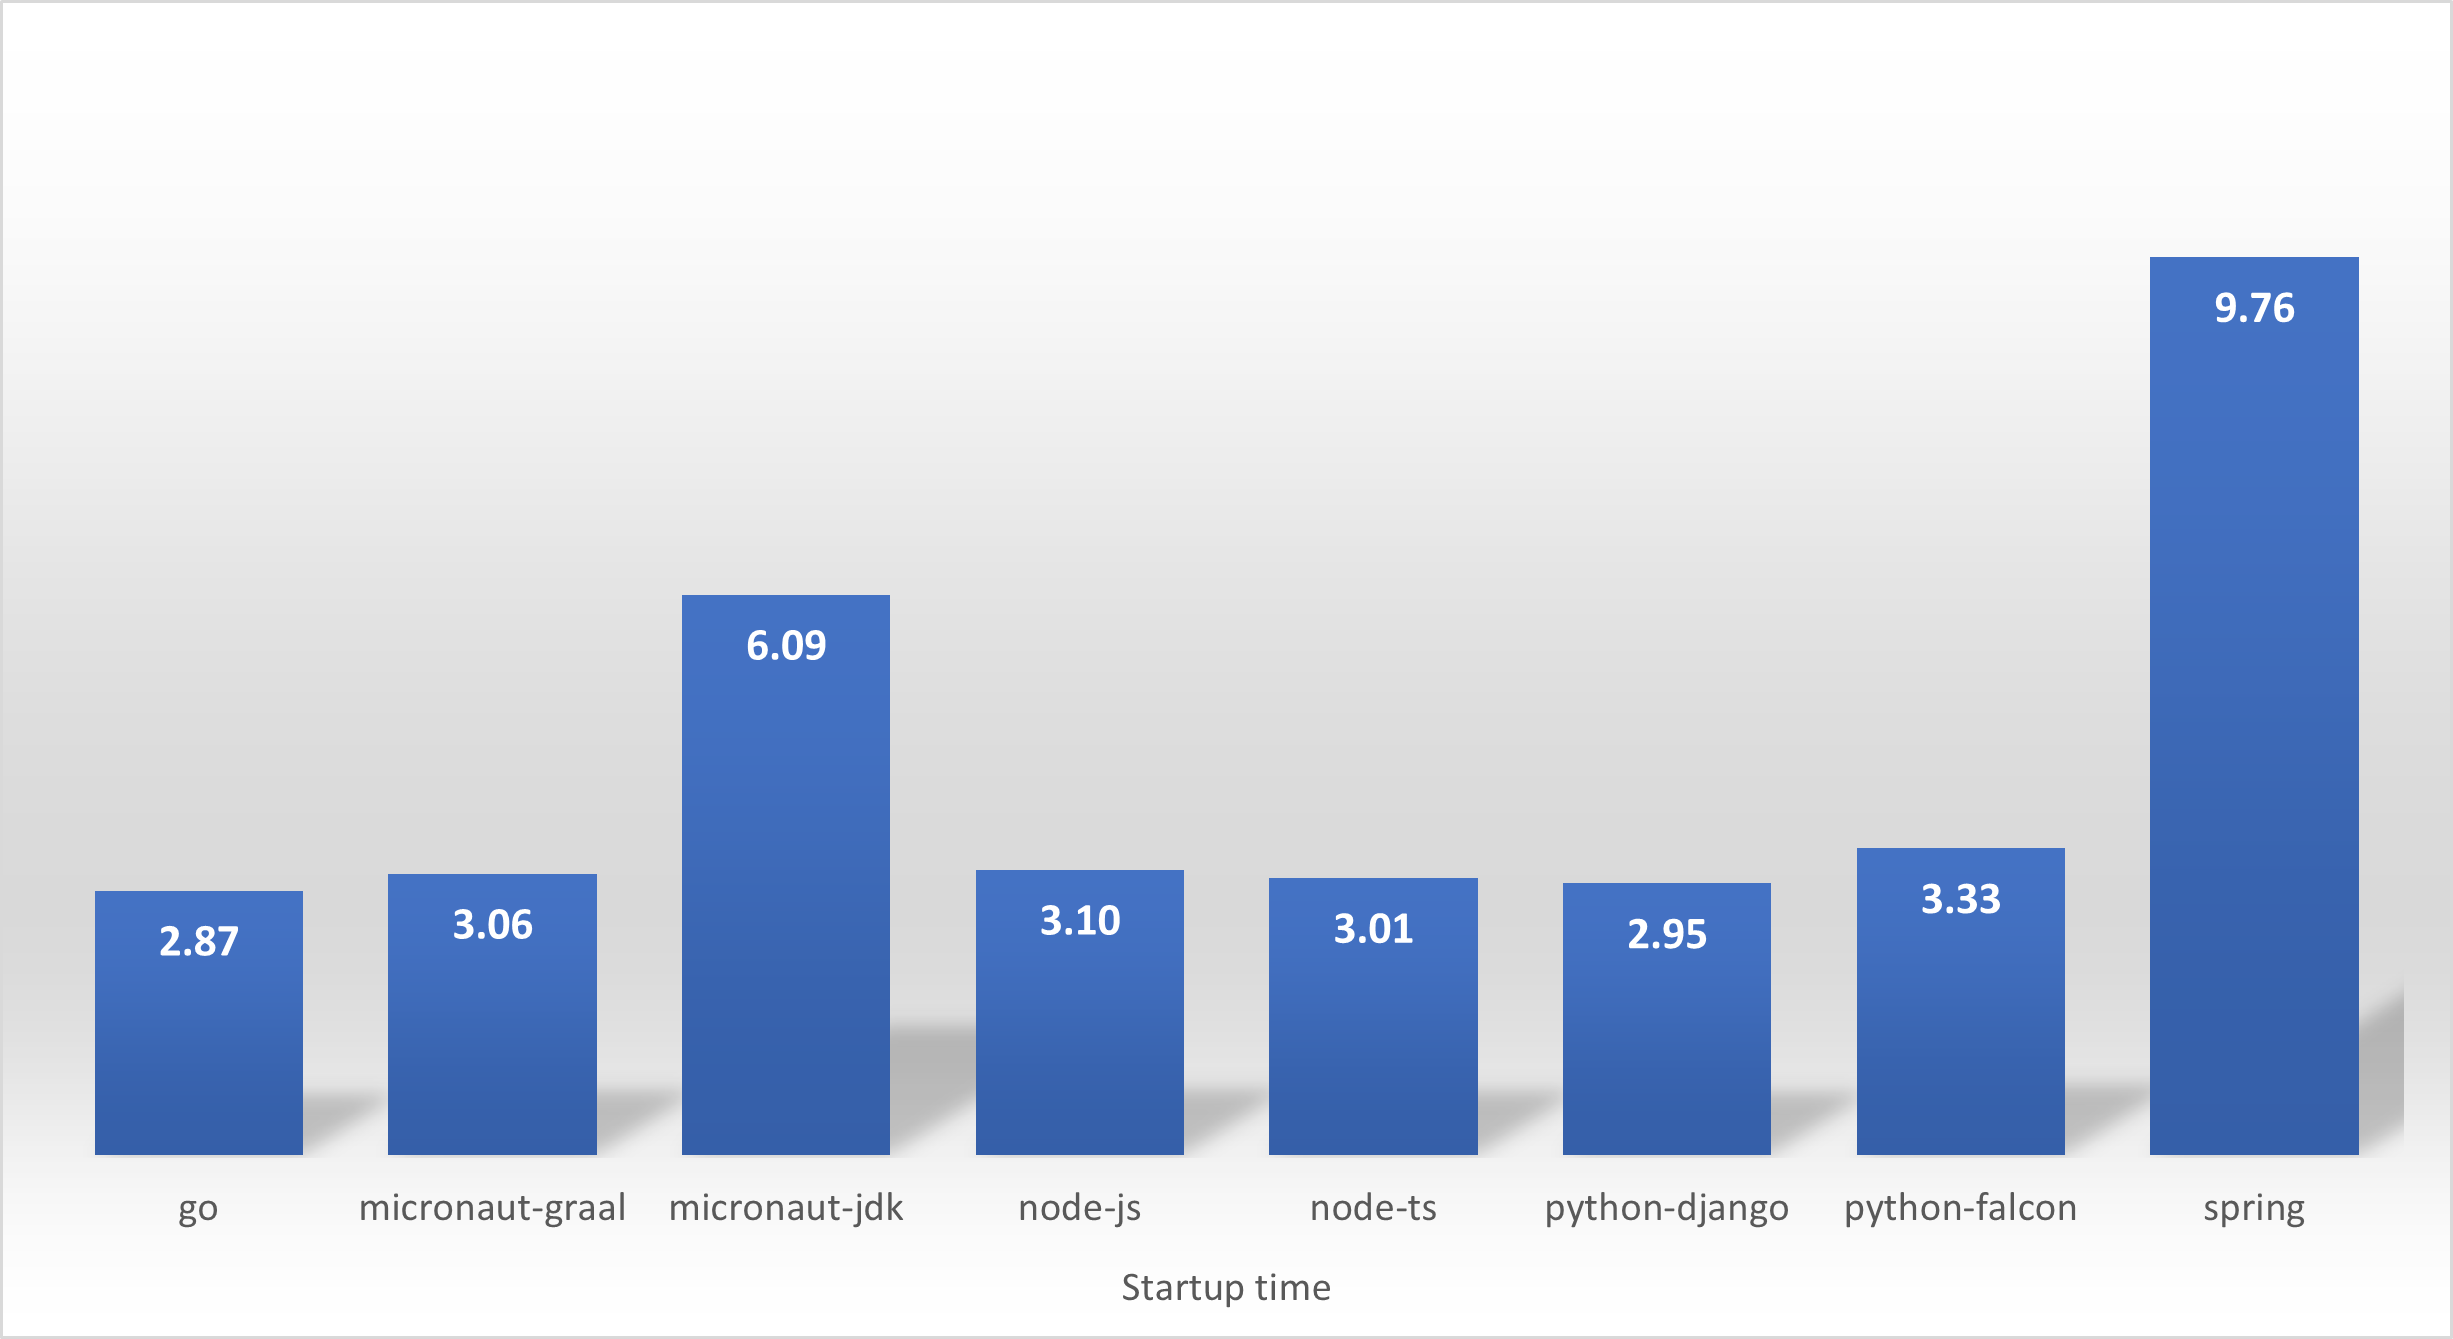 9.76
6.09
2.87
3.06
3.10
3.01
2.95
3.33
go
micronaut-graal
micronaut-jdk
node-js
node-ts
python-django
python-falcon
spring
Startup time